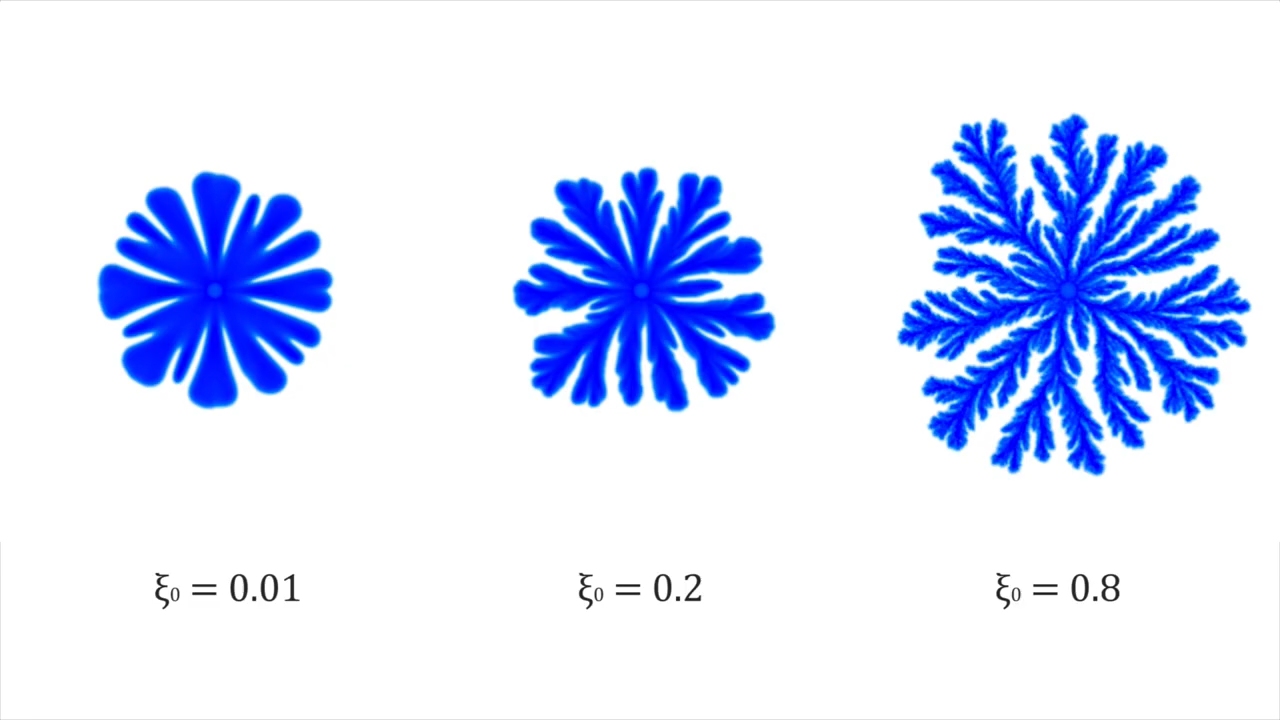 ξ₀ = 0.01
ξ₀ = 0.2
ξ₀ = 0.8